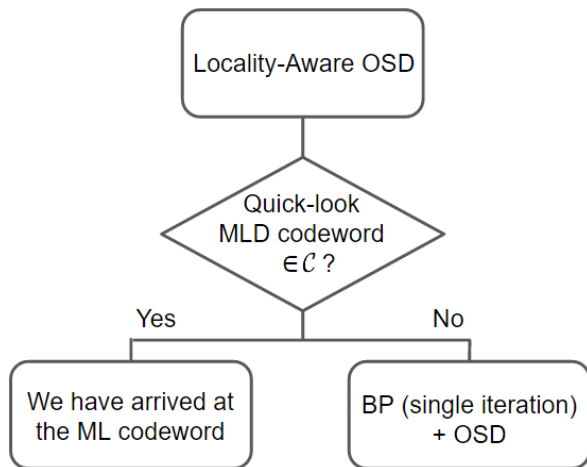 Locality-Aware OSD
Quick-look
MLD codeword
∈ 𝒞 ?
Yes
No
We have arrived at
the ML codeword
BP (single iteration)
+ OSD